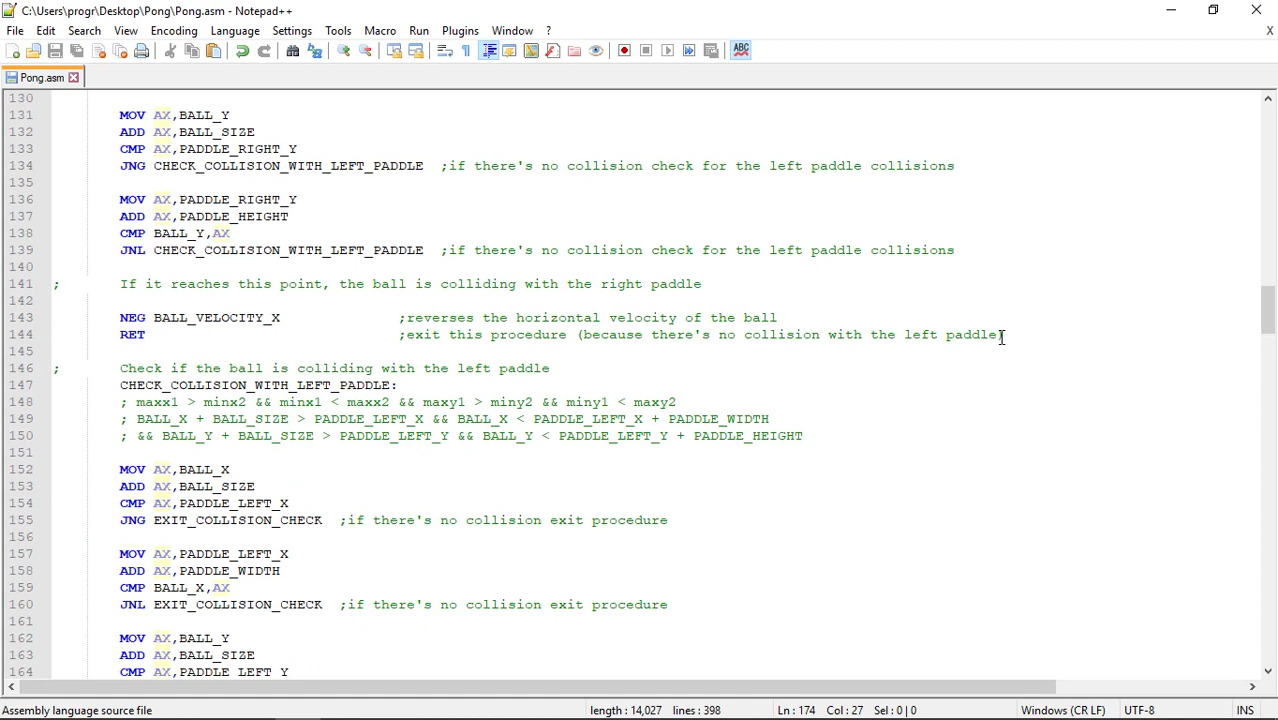 C:\Users\progr\Desktop\Pong\Pong.asm - Notepad++
File Edit Search View Encoding Language Settings Tools Macro Run Plugins Window ? X
ABC
Pong.asm
130
131 MOV AX,BALL_Y
132 ADD AX,BALL_SIZE
133 CMP AX,PADDLE_RIGHT_Y
134 JNG CHECK_COLLISION_WITH_LEFT_PADDLE ;if there's no collision check for the left paddle collisions
135
136 MOV AX,PADDLE_RIGHT_Y
137 ADD AX,PADDLE_HEIGHT
138 CMP BALL_Y,AX
139 JNL CHECK_COLLISION_WITH_LEFT_PADDLE ;if there's no collision check for the left paddle collisions
140
141 ; If it reaches this point, the ball is colliding with the right paddle
142
143 NEG BALL_VELOCITY_X ;reverses the horizontal velocity of the ball
144 RET ;exit this procedure (because there's no collision with the left paddle)
145
146 ; Check if the ball is colliding with the left paddle
147 CHECK_COLLISION_WITH_LEFT_PADDLE:
148 ; maxx1 > minx2 && minx1 < maxx2 && maxy1 > miny2 && miny1 < maxy2
149 ; BALL_X + BALL_SIZE > PADDLE_LEFT_X && BALL_X < PADDLE_LEFT_X + PADDLE_WIDTH
150 ; && BALL_Y + BALL_SIZE > PADDLE_LEFT_Y && BALL_Y < PADDLE_LEFT_Y + PADDLE_HEIGHT
151
152 MOV AX,BALL_X
153 ADD AX,BALL_SIZE
154 CMP AX,PADDLE_LEFT_X
155 JNG EXIT_COLLISION_CHECK ;if there's no collision exit procedure
156
157 MOV AX,PADDLE_LEFT_X
158 ADD AX,PADDLE_WIDTH
159 CMP BALL_X,AX
160 JNL EXIT_COLLISION_CHECK ;if there's no collision exit procedure
161
162 MOV AX,BALL_Y
163 ADD AX,BALL_SIZE
164 CMP AX,PADDLE_LEFT_Y
Assembly language source file length : 14,027 lines : 398 Ln : 174 Col : 27 Sel : 0 | 0 Windows (CR LF) UTF-8 INS